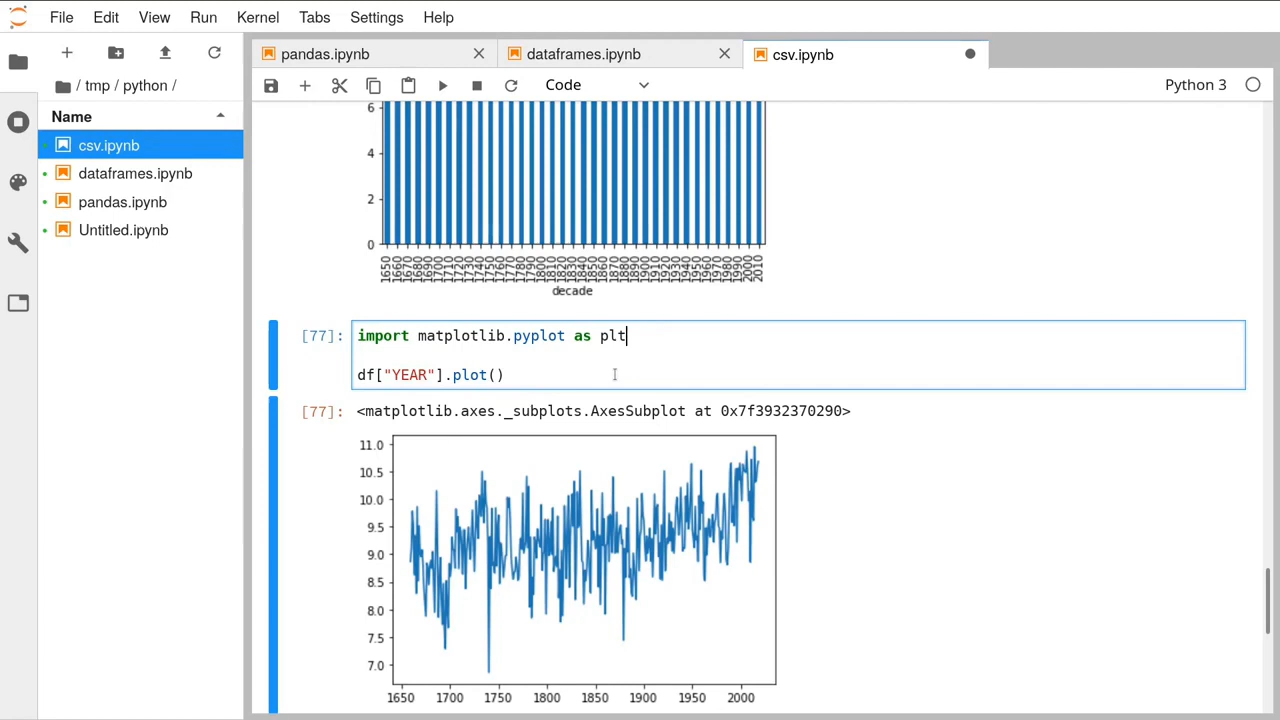 File Edit View Run Kernel Tabs Settings Help
pandas.ipynb
dataframes.ipynb
csv.ipynb
/ tmp / python /
Code
Python 3
Name
csv.ipynb
dataframes.ipynb
pandas.ipynb
Untitled.ipynb
6
4
2
0
1650 1660 1670 1680 1690 1700 1710 1720 1730 1740 1750 1760 1770 1780 1790 1800 1810 1820 1830 1840 1850 1860 1870 1880 1890 1900 1910 1920 1930 1940 1950 1960 1970 1980 1990 2000 2010
decade
[77]: import matplotlib.pyplot as plt
df["YEAR"].plot()
[77]: <matplotlib.axes._subplots.AxesSubplot at 0x7f3932370290>
11.0
10.5
10.0
9.5
9.0
8.5
8.0
7.5
7.0
1650 1700 1750 1800 1850 1900 1950 2000